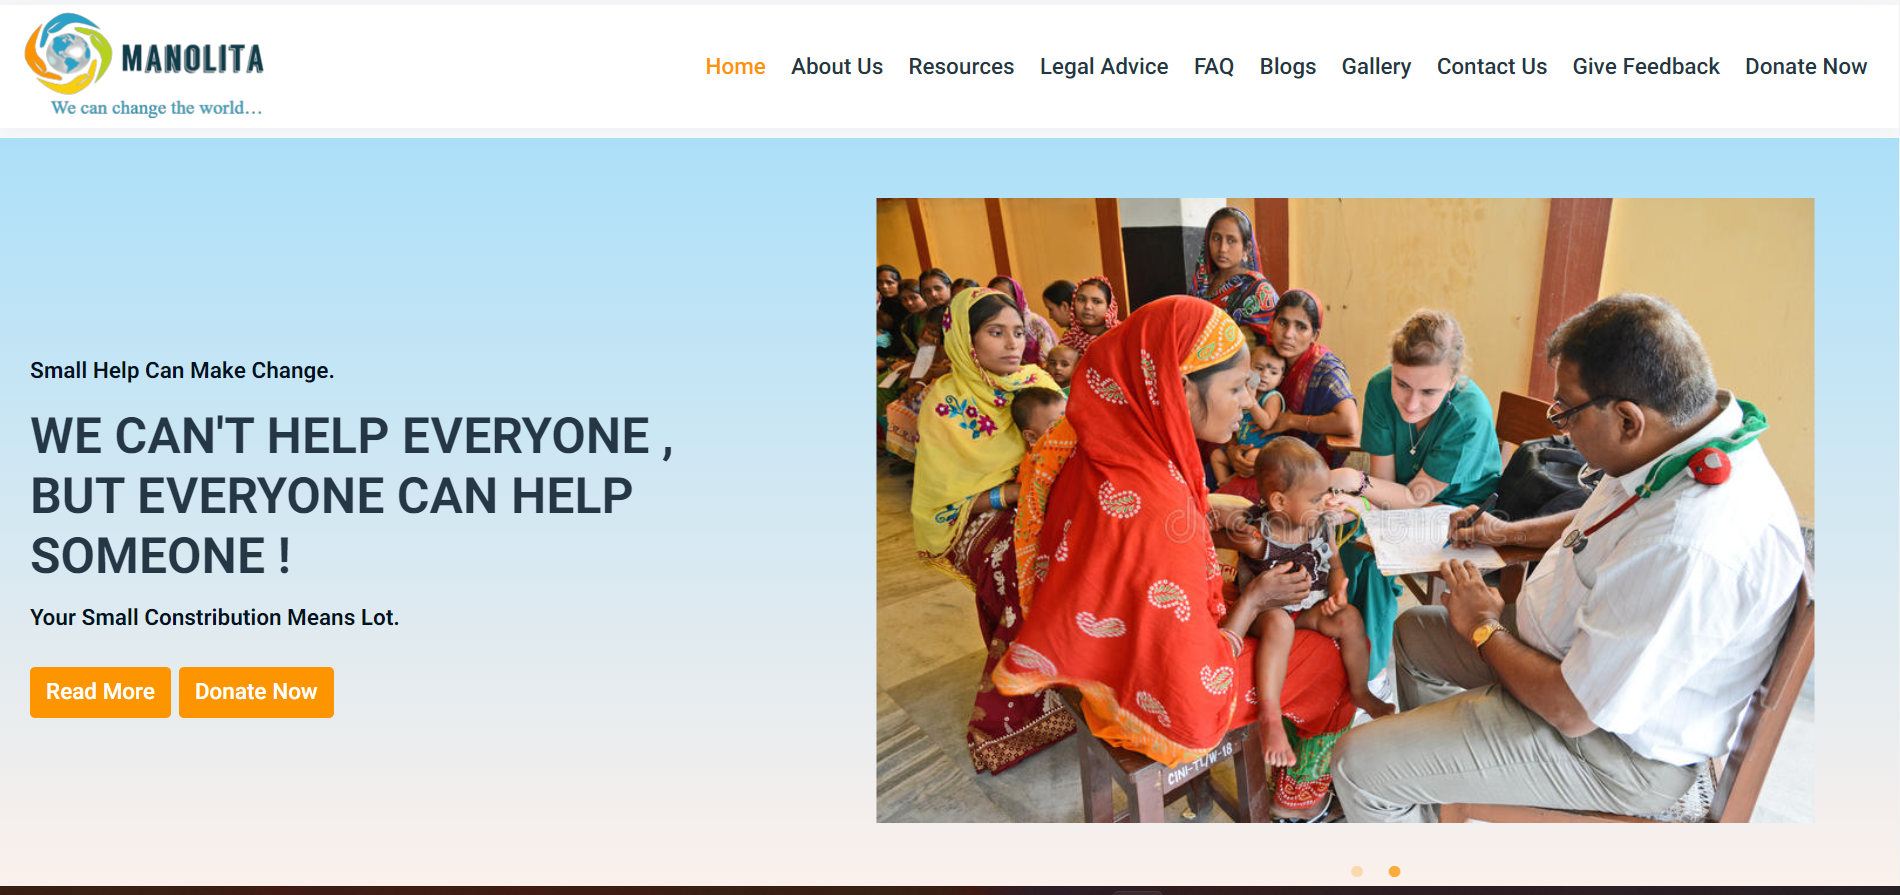 MANOLITA
We can change the world...
Home About Us Resources Legal Advice FAQ Blogs Gallery Contact Us Give Feedback Donate Now
Small Help Can Make Change.
WE CAN'T HELP EVERYONE ,
BUT EVERYONE CAN HELP
SOMEONE !
Your Small Constribution Means Lot.
Read More Donate Now
dreamstime.
CINI-TL/W-18